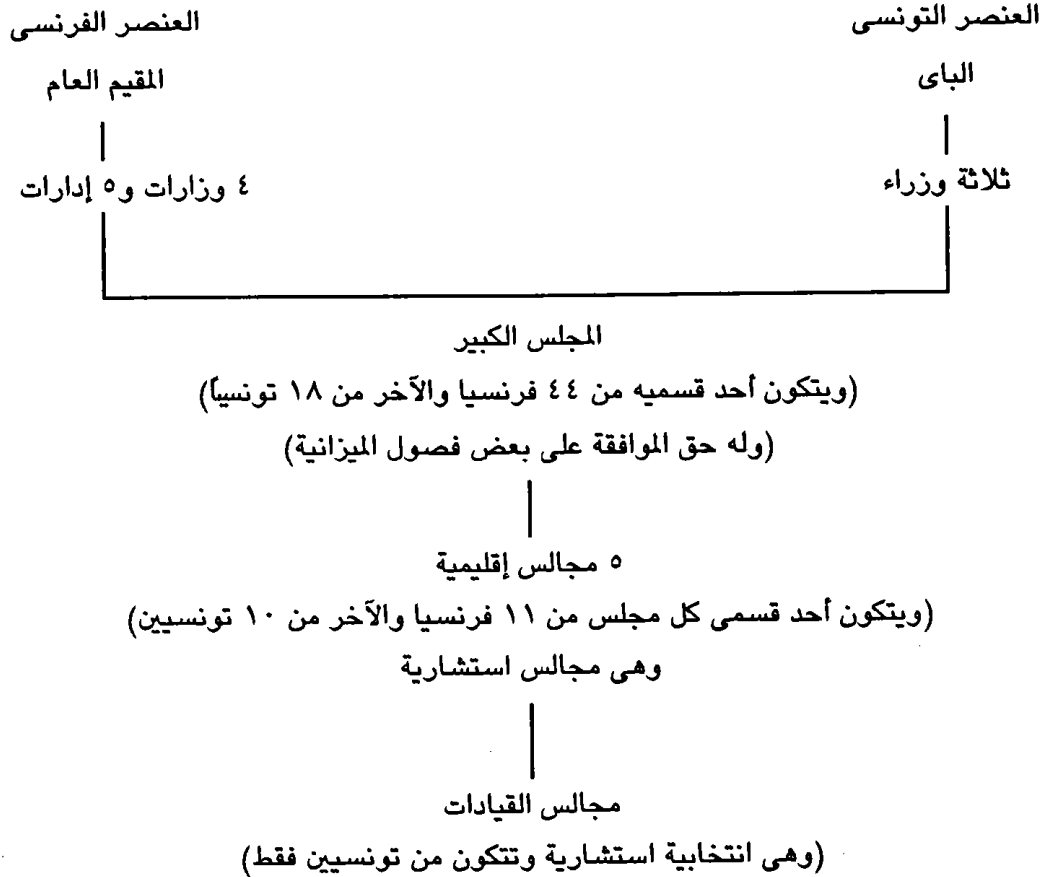 العنصر التونسى
العنصر الفرنسى
الباى
المقيم العام
ثلاثة وزراء
٤ وزارات و٥ إدارات
المجلس الكبير
(ويتكون أحد قسميه من ٤٤ فرنسيا والآخر من ١٨ تونسياً)
(وله حق الموافقة على بعض فصول الميزانية)
٥ مجالس إقليمية
(ويتكون أحد قسمى كل مجلس من ١١ فرنسيا والآخر من ١٠ تونسيين)
وهى مجالس استشارية
مجالس القيادات
(وهى انتخابية استشارية وتتكون من تونسيين فقط)